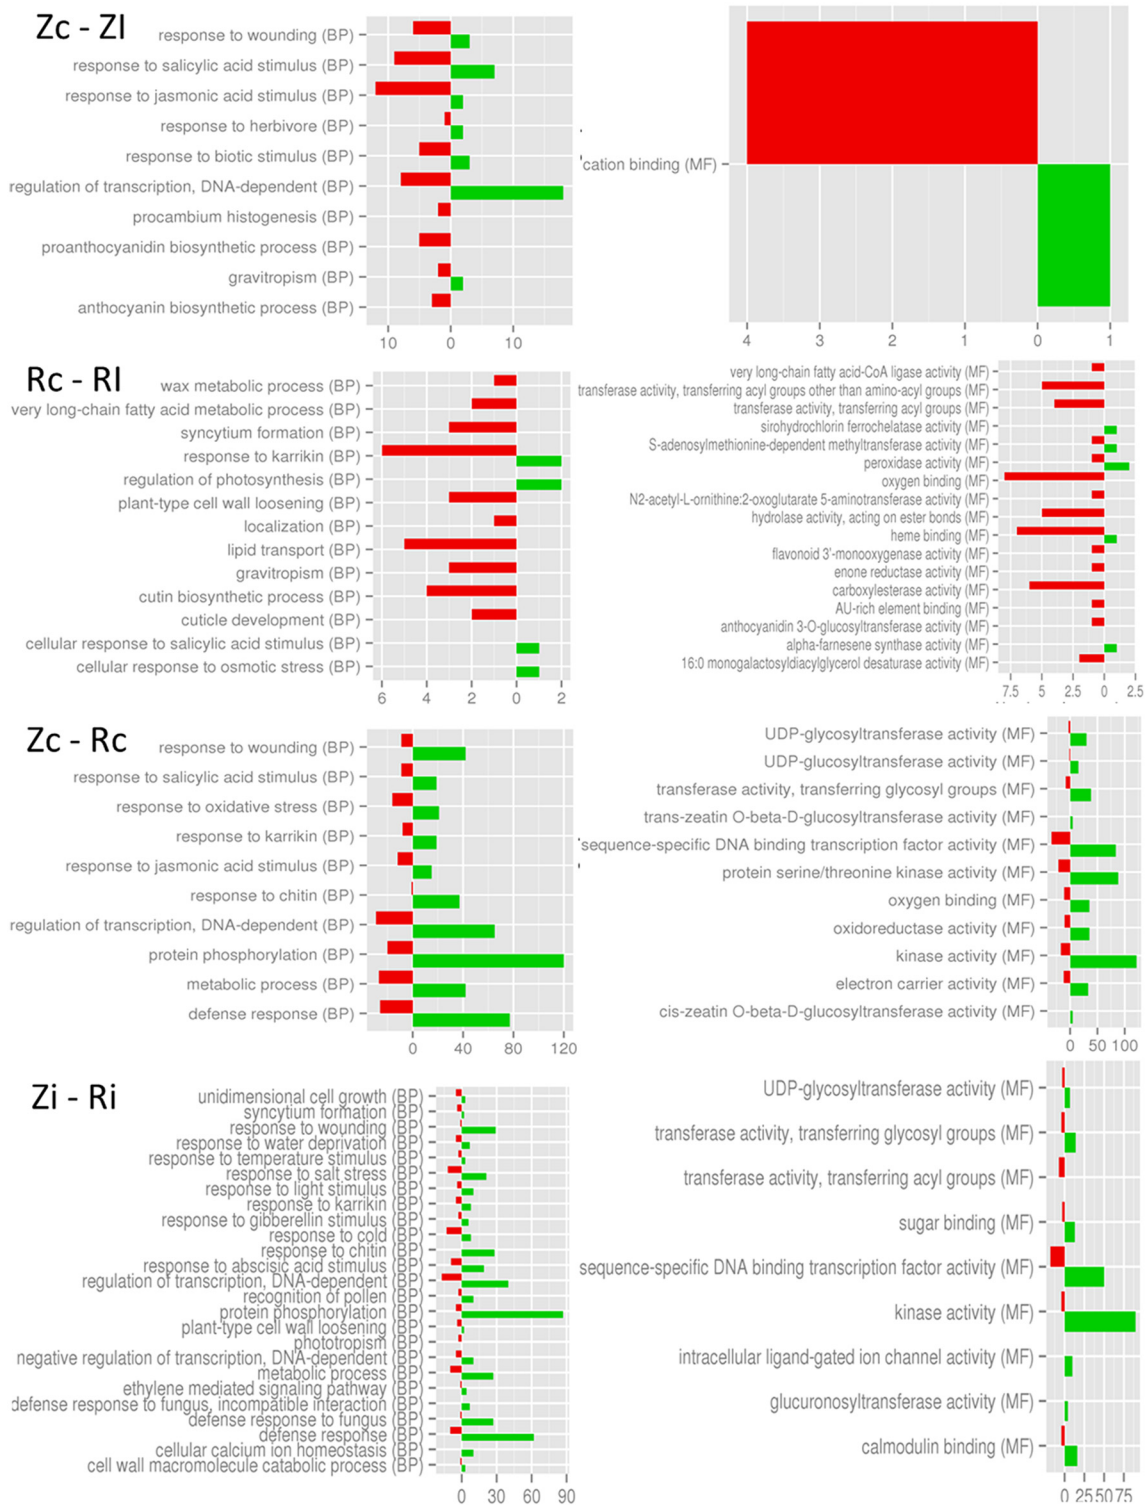 Zc - ZI
response to wounding (BP)
response to salicylic acid stimulus (BP)
response to jasmonic acid stimulus (BP)
response to herbivore (BP)
response to biotic stimulus (BP)
regulation of transcription, DNA-dependent (BP)
procambium histogenesis (BP)
proanthocyanidin biosynthetic process (BP)
gravitropism (BP)
anthocyanin biosynthetic process (BP)
10 0 10
cation binding (MF)
4 3 2 1 0 1
Rc - RI
wax metabolic process (BP)
very long-chain fatty acid metabolic process (BP)
syncytium formation (BP)
response to karrikin (BP)
regulation of photosynthesis (BP)
plant-type cell wall loosening (BP)
localization (BP)
lipid transport (BP)
gravitropism (BP)
cutin biosynthetic process (BP)
cuticle development (BP)
cellular response to salicylic acid stimulus (BP)
cellular response to osmotic stress (BP)
6 4 2 0 2
very long-chain fatty acid-CoA ligase activity (MF)
transferase activity, transferring acyl groups other than amino-acyl groups (MF)
transferase activity, transferring acyl groups (MF)
sirohydrochlorin ferrochelatase activity (MF)
S-adenosylmethionine-dependent methyltransferase activity (MF)
peroxidase activity (MF)
oxygen binding (MF)
N2-acetyl-L-ornithine:2-oxoglutarate 5-aminotransferase activity (MF)
hydrolase activity, acting on ester bonds (MF)
heme binding (MF)
flavonoid 3'-monooxygenase activity (MF)
enone reductase activity (MF)
carboxylesterase activity (MF)
AU-rich element binding (MF)
anthocyanidin 3-O-glucosyltransferase activity (MF)
alpha-farnesene synthase activity (MF)
16:0 monogalactosyldiacylglycerol desaturase activity (MF)
7.5 5 2.5 0 2.5
Zc - Rc
response to wounding (BP)
response to salicylic acid stimulus (BP)
response to oxidative stress (BP)
response to karrikin (BP)
response to jasmonic acid stimulus (BP)
response to chitin (BP)
regulation of transcription, DNA-dependent (BP)
protein phosphorylation (BP)
metabolic process (BP)
defense response (BP)
0 40 80 120
UDP-glycosyltransferase activity (MF)
UDP-glucosyltransferase activity (MF)
transferase activity, transferring glycosyl groups (MF)
trans-zeatin O-beta-D-glucosyltransferase activity (MF)
sequence-specific DNA binding transcription factor activity (MF)
protein serine/threonine kinase activity (MF)
oxygen binding (MF)
oxidoreductase activity (MF)
kinase activity (MF)
electron carrier activity (MF)
cis-zeatin O-beta-D-glucosyltransferase activity (MF)
0 50 100
Zi - Ri
unidimensional cell growth (BP)
syncytium formation (BP)
response to wounding (BP)
response to water deprivation (BP)
response to temperature stimulus (BP)
response to salt stress (BP)
response to light stimulus (BP)
response to karrikin (BP)
response to gibberellin stimulus (BP)
response to cold (BP)
response to chitin (BP)
response to abscisic acid stimulus (BP)
regulation of transcription, DNA-dependent (BP)
recognition of pollen (BP)
protein phosphorylation (BP)
plant-type cell wall loosening (BP)
phototropism (BP)
negative regulation of transcription, DNA-dependent (BP)
metabolic process (BP)
ethylene mediated signaling pathway (BP)
defense response to fungus, incompatible interaction (BP)
defense response to fungus (BP)
defense response (BP)
cellular calcium ion homeostasis (BP)
cell wall macromolecule catabolic process (BP)
0 30 60 90
UDP-glycosyltransferase activity (MF)
transferase activity, transferring glycosyl groups (MF)
transferase activity, transferring acyl groups (MF)
sugar binding (MF)
sequence-specific DNA binding transcription factor activity (MF)
kinase activity (MF)
intracellular ligand-gated ion channel activity (MF)
glucuronosyltransferase activity (MF)
calmodulin binding (MF)
0 25 50 75